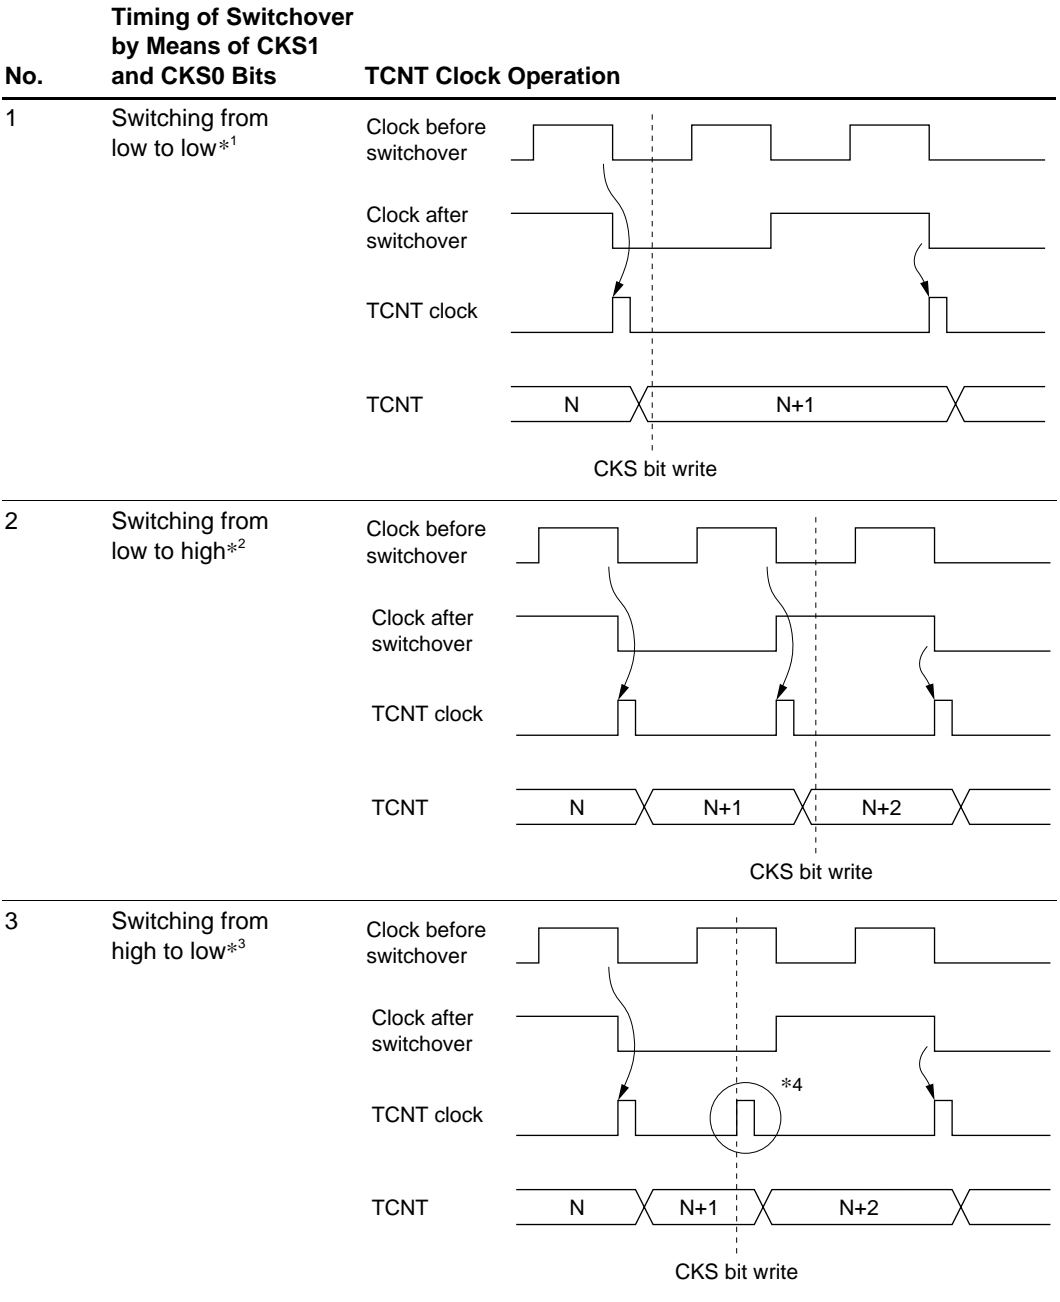 No. Timing of Switchover by Means of CKS1 and CKS0 Bits TCNT Clock Operation
1 Switching from low to low*1
Clock before switchover
Clock after switchover
TCNT clock
TCNT N N+1
CKS bit write
2 Switching from low to high*2
Clock before switchover
Clock after switchover
TCNT clock
TCNT N N+1 N+2
CKS bit write
3 Switching from high to low*3
Clock before switchover
Clock after switchover
*4
TCNT clock
TCNT N N+1 N+2
CKS bit write